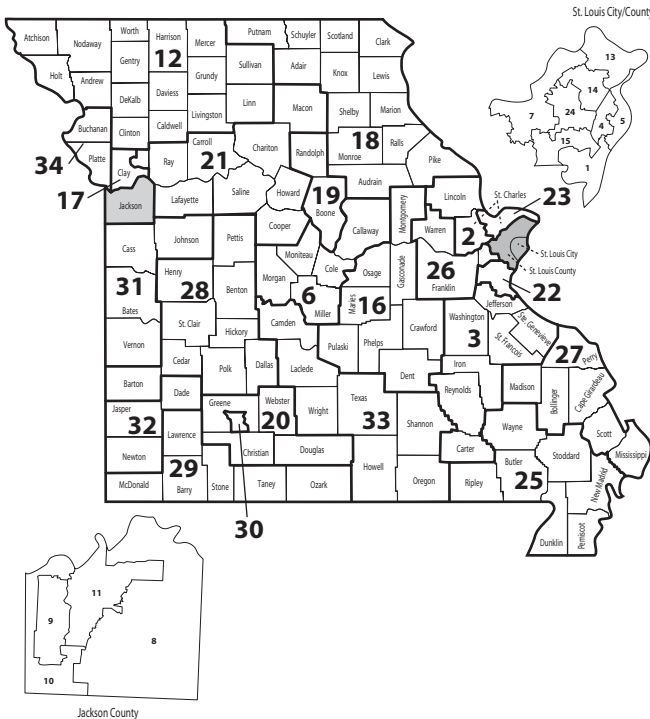 St. Louis City/County
13
14
7
24
4
5
15
1
Atchison
Nodaway
Worth
Harrison
Mercer
Putnam
Schuyler
Scotland
Clark
Gentry
12
Sullivan
Adair
Knox
Lewis
Holt
Andrew
Grundy
DeKalb
Daviess
Linn
Macon
Shelby
Marion
Livingston
Buchanan
Clinton
Caldwell
Carroll
Chariton
Randolph
18
Monroe
Ralls
34
Platte
Clay
Ray
21
Pike
17
Audrain
Jackson
Lafayette
Saline
Howard
19
Boone
Montgomery
Lincoln
St. Charles
23
Cooper
Callaway
Warren
2
Cass
Johnson
Pettis
Moniteau
Cole
Osage
Gasconade
26
Franklin
St. Louis City
St. Louis County
31
Henry
28
Benton
Morgan
6
Miller
Maries
16
22
Jefferson
Bates
St. Clair
Hickory
Camden
Crawford
Washington
3
Ste. Genevieve
St. Francois
Vernon
Pulaski
Phelps
27
Perry
Cedar
Polk
Dallas
Laclede
Dent
Iron
Reynolds
Madison
Bollinger
Cape Girardeau
Barton
Dade
Greene
Webster
Wright
Texas
33
Shannon
Wayne
Jasper
32
20
Scott
Lawrence
Christian
Douglas
Carter
Butler
Stoddard
Mississippi
Newton
29
Howell
New Madrid
McDonald
Barry
Stone
Taney
Ozark
Oregon
Ripley
25
30
Dunklin
Pemiscot
11
9
8
10
Jackson County